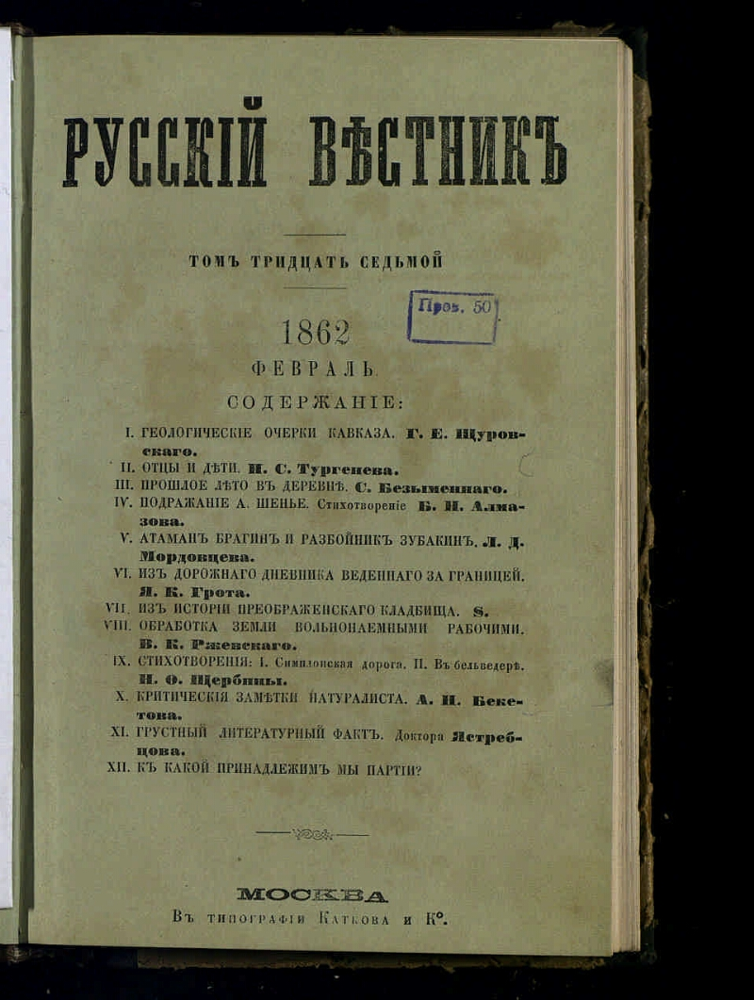 РУССКІЙ ВѢСТНИКЪ
ТОМЪ ТРИДЦАТЬ СЕДЬМОЙ
Пров. 50
1862
ФЕВРАЛЬ.
СОДЕРЖАНІЕ:
I. ГЕОЛОГИЧЕСКІЕ ОЧЕРКИ КАВКАЗА. Г. Е. Щуров-
скаго.
II. ОТЦЫ И ДѢТИ. И. С. Тургенева.
III. ПРОШЛОЕ ЛѢТО ВЪ ДЕРЕВНѢ. С. Безыменнаго.
IV. ПОДРАЖАНІЕ А. ШЕНЬЕ. Стихотвореніе Б. Н. Алма-
зова.
V. АТАМАНЪ БРАГИНЪ И РАЗБОЙНИКЪ ЗУБАКИНЪ. Л. Д.
Мордовцева.
VI. ИЗЪ ДОРОЖНАГО ДНЕВНИКА ВЕДЕННАГО ЗА ГРАНИЦЕЙ.
Я. К. Грота.
VII. ИЗЪ ИСТОРІИ ПРЕОБРАЖЕНСКАГО КЛАДБИЩА. S.
VIII. ОБРАБОТКА ЗЕМЛИ ВОЛЬНОНАЕМНЫМИ РАБОЧИМИ.
В. К. Ржевскаго.
IX. СТИХОТВОРЕНІЯ: I. Симплонская дорога. II. Въ бельведерѣ.
Н. Ѳ. Щербины.
X. КРИТИЧЕСКІЯ ЗАМѢТКИ НАТУРАЛИСТА. А. Н. Беке-
това.
XI. ГРУСТНЫЙ ЛИТЕРАТУРНЫЙ ФАКТЪ. Доктора Ястреб-
цова.
XII. КЪ КАКОЙ ПРИНАДЛЕЖИМЪ МЫ ПАРТІИ?
МОСКВА.
Въ типографіи Каткова и К°.